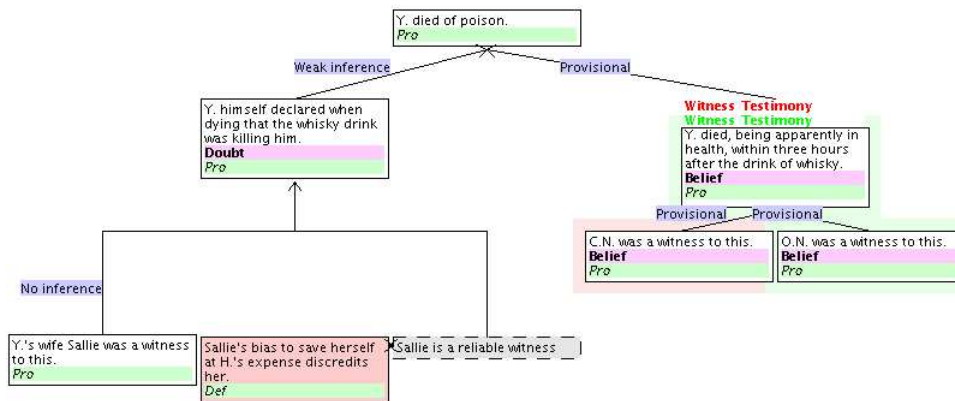 Y. died of poison.
Pro
Weak inference
Provisional
Y. himself declared when
dying that the whisky drink
was killing him.
Doubt
Pro
Witness Testimony
Witness Testimony
Y. died, being apparently in
health, within three hours
after the drink of whisky.
Belief
Pro
Provisional
Provisional
C.N. was a witness to this.
Belief
Pro
O.N. was a witness to this.
Belief
Pro
No inference
Y.'s wife Sallie was a witness
to this.
Pro
Sallie's bias to save herself
at H.'s expense discredits
her.
Def
Sallie is a reliable witness